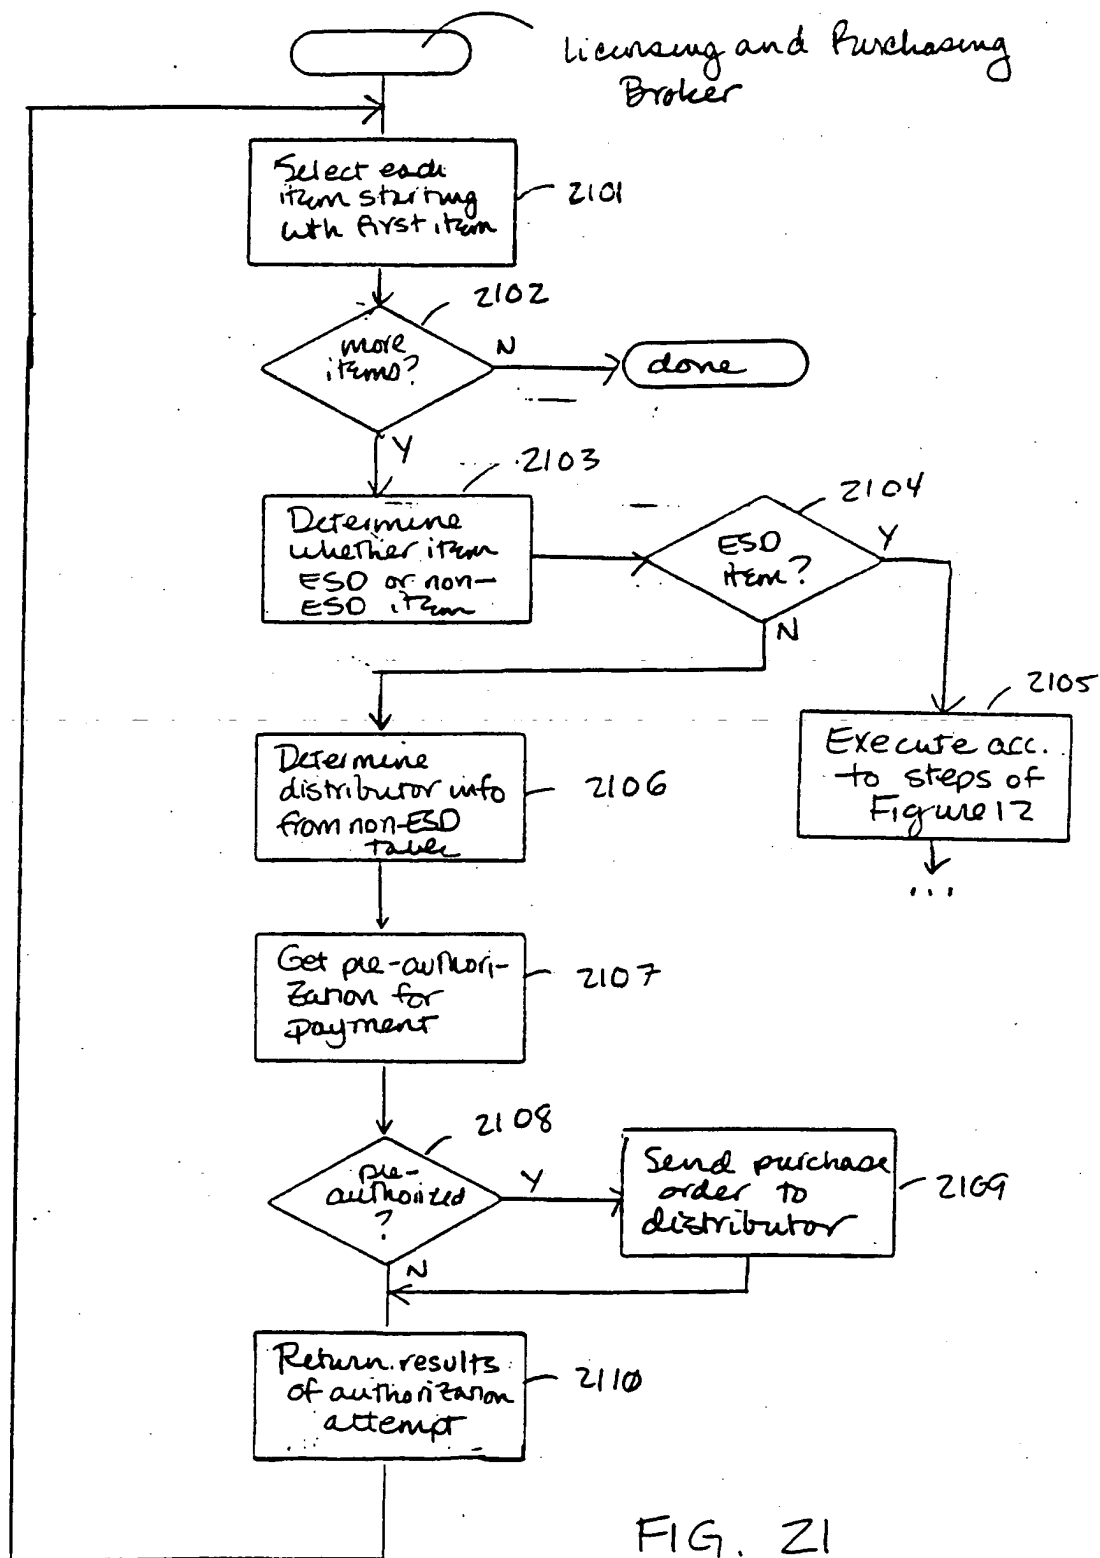 Licensing and Purchasing
Broker
Select each
item starting
with first item
2101
2102
more
items?
N
done
Y
2103
Determine
whether item
ESD or non-
ESD item
2104
ESD
item?
Y
N
2105
Execute acc.
to steps of
Figure 12
...
Determine
distributor info
from non-ESD
table
2106
Get pre-authori-
zation for
payment
2107
2108
pre-
authorized
?
Y
N
Send purchase
order to
distributor
2109
Return results
of authorization
attempt
2110
FIG. 21